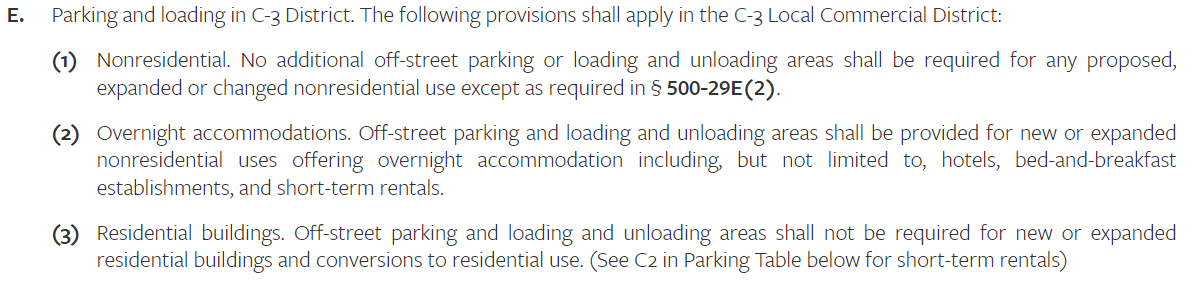 E. Parking and loading in C-3 District. The following provisions shall apply in the C-3 Local Commercial District:
(1) Nonresidential. No additional off-street parking or loading and unloading areas shall be required for any proposed,
expanded or changed nonresidential use except as required in § 500-29E(2).
(2) Overnight accommodations. Off-street parking and loading and unloading areas shall be provided for new or expanded
nonresidential uses offering overnight accommodation including, but not limited to, hotels, bed-and-breakfast
establishments, and short-term rentals.
(3) Residential buildings. Off-street parking and loading and unloading areas shall not be required for new or expanded
residential buildings and conversions to residential use. (See C2 in Parking Table below for short-term rentals)